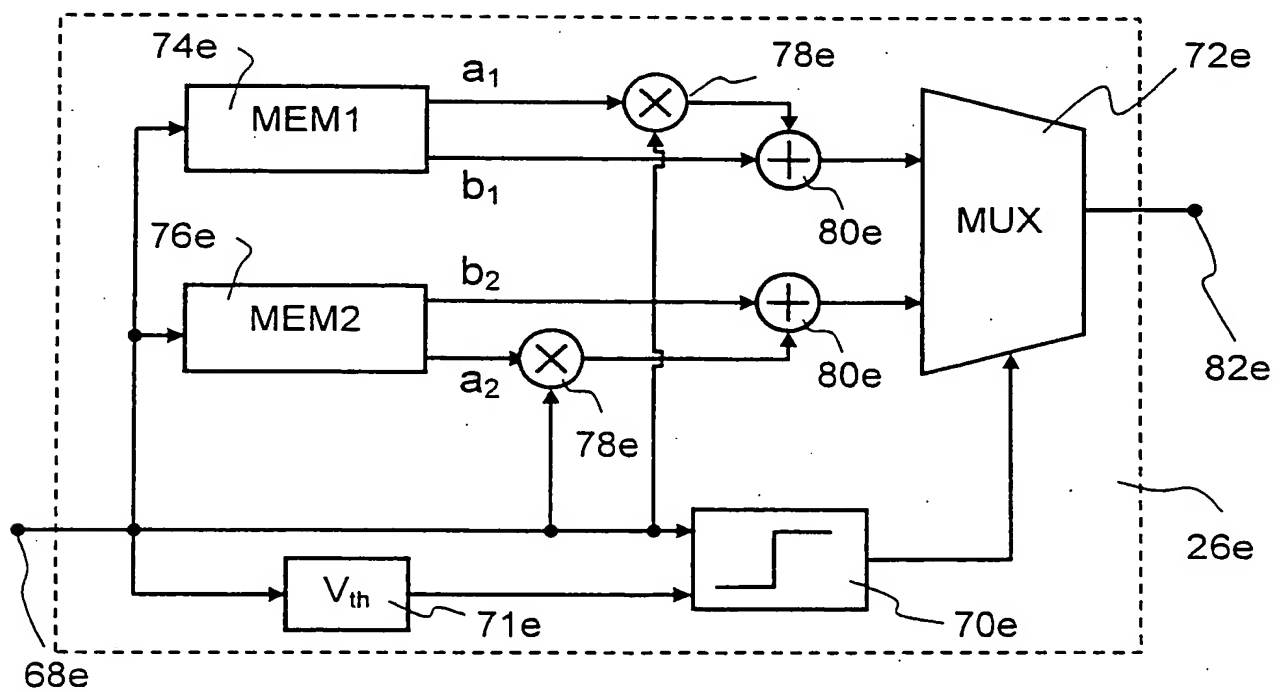 74e
a₁
78e
72e
MEM1
b₁
80e
MUX
76e
b₂
MEM2
a₂
80e
82e
78e
26e
Vth
71e
70e
68e